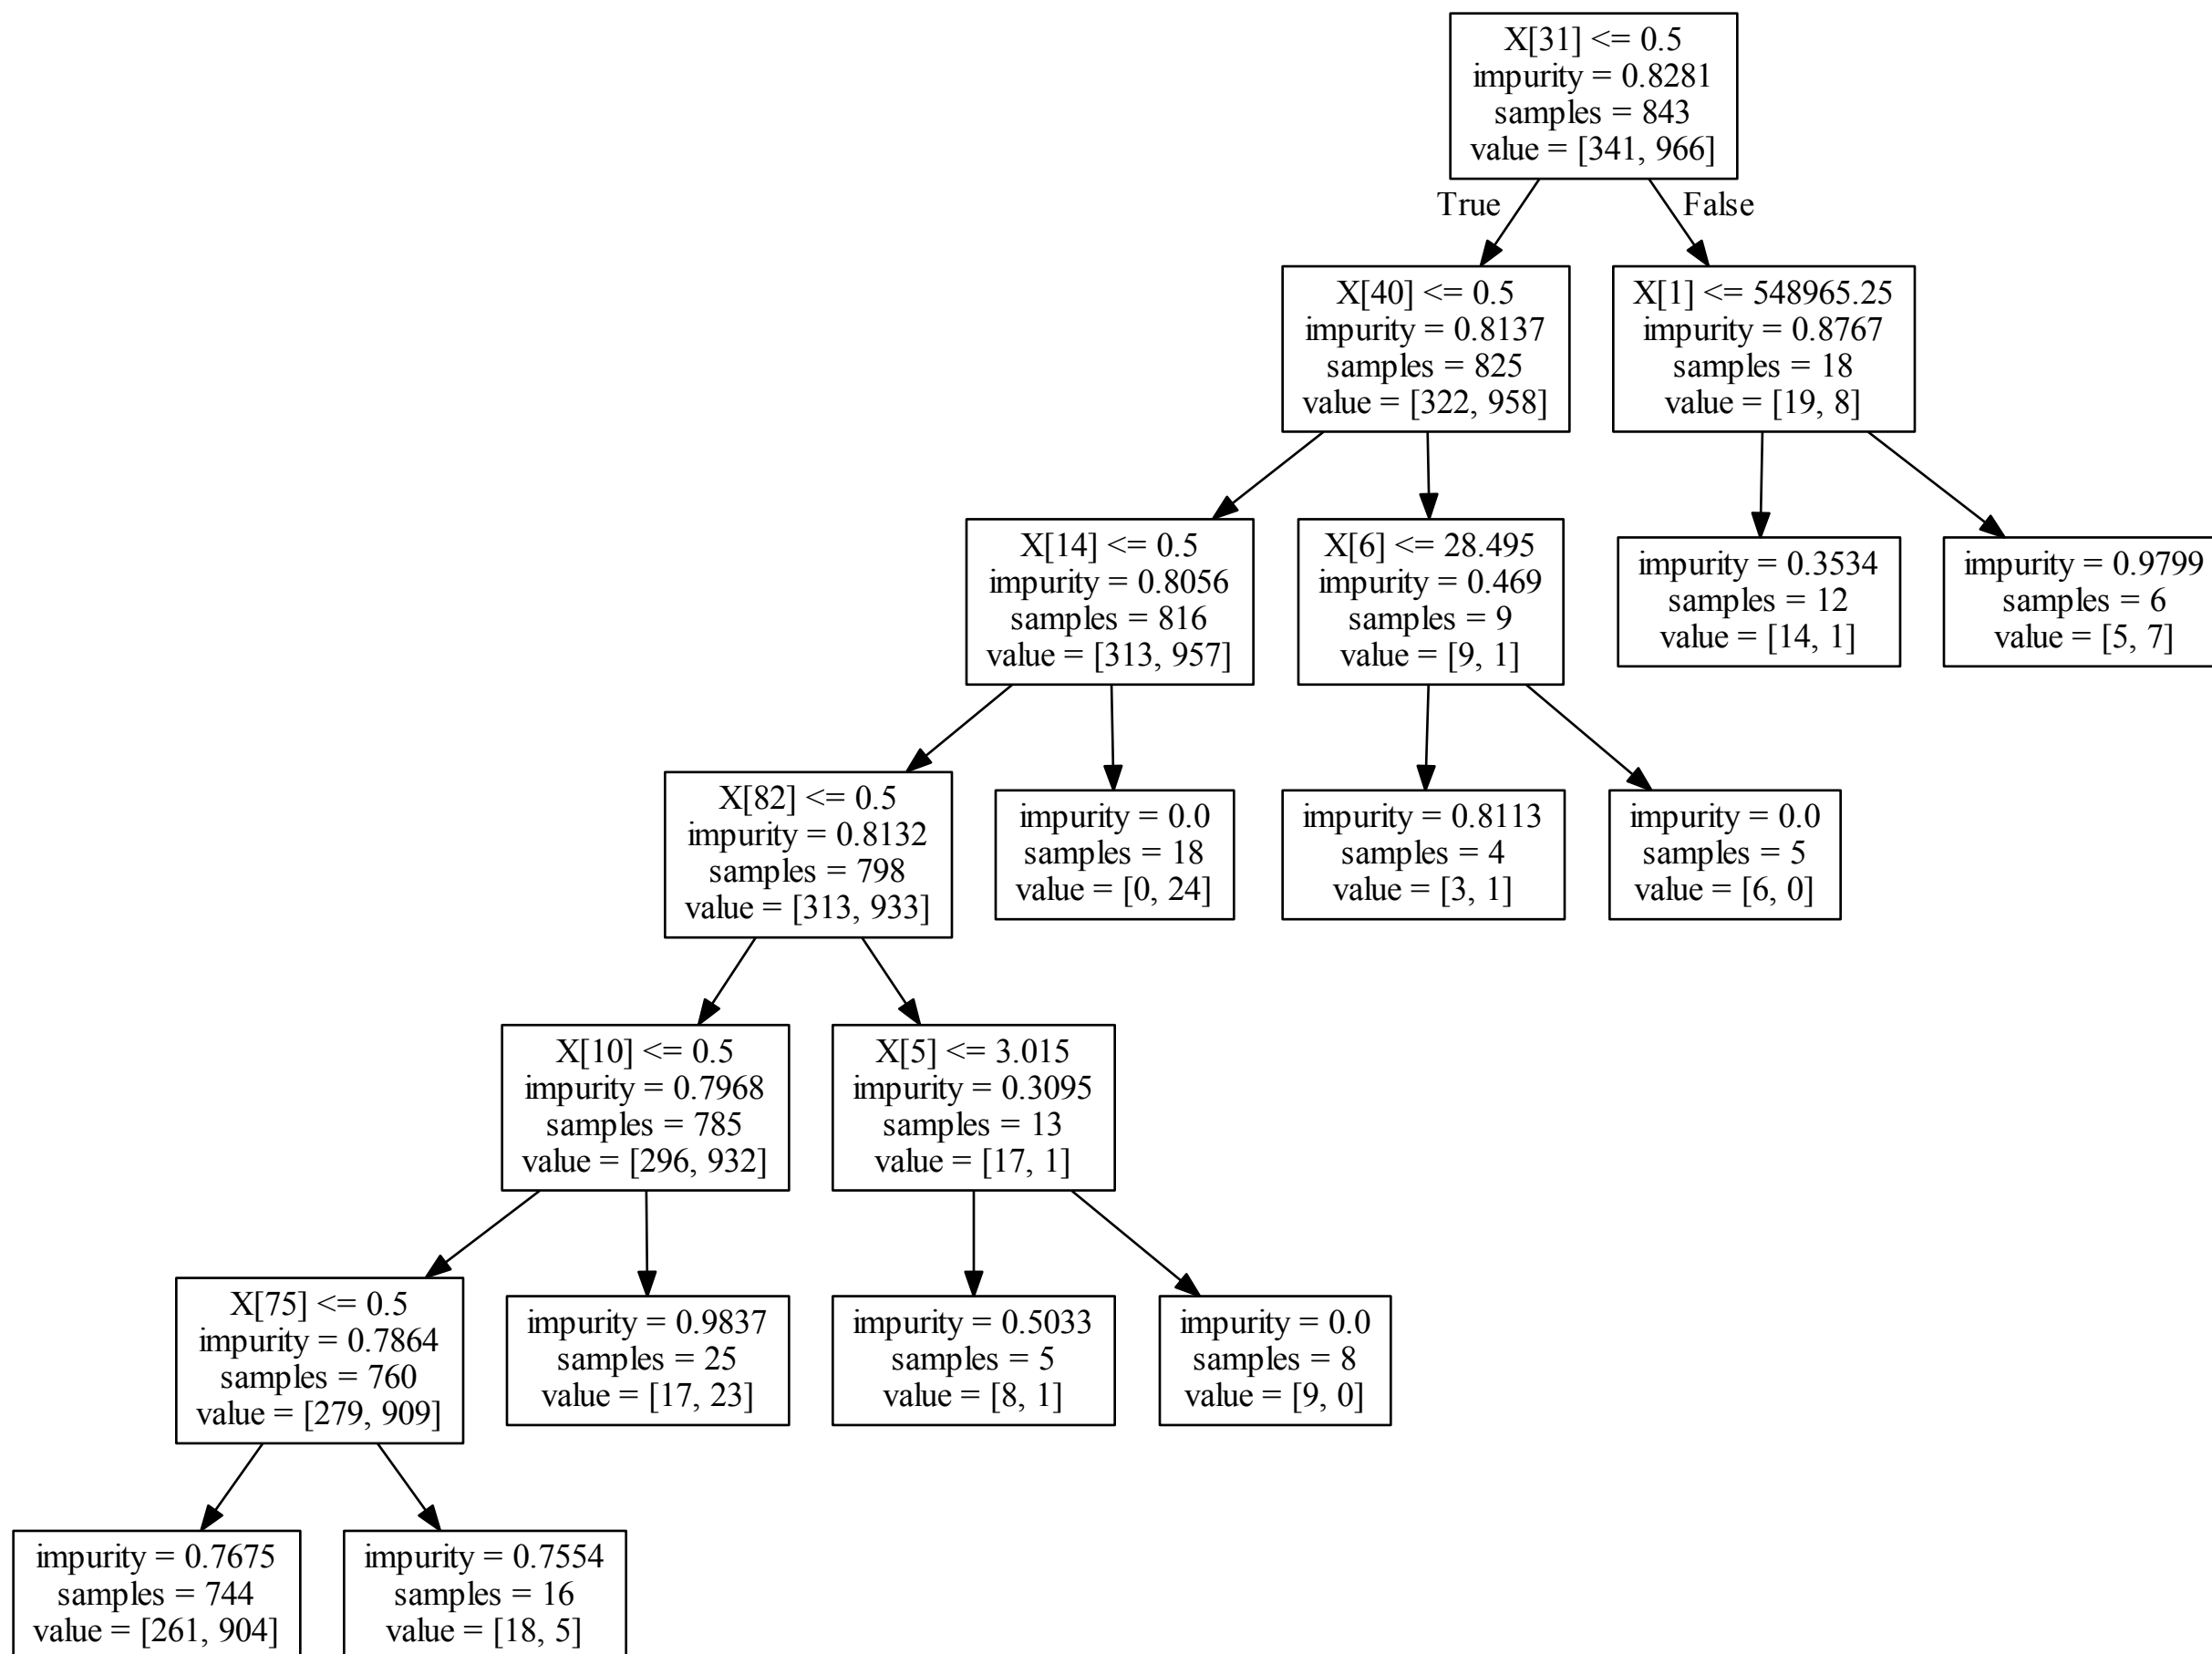 X[31] <= 0.5
impurity = 0.8281
samples = 843
value = [341, 966]
True
False
X[40] <= 0.5
impurity = 0.8137
samples = 825
value = [322, 958]
X[1] <= 548965.25
impurity = 0.8767
samples = 18
value = [19, 8]
X[14] <= 0.5
impurity = 0.8056
samples = 816
value = [313, 957]
X[6] <= 28.495
impurity = 0.469
samples = 9
value = [9, 1]
impurity = 0.3534
samples = 12
value = [14, 1]
impurity = 0.9799
samples = 6
value = [5, 7]
X[82] <= 0.5
impurity = 0.8132
samples = 798
value = [313, 933]
impurity = 0.0
samples = 18
value = [0, 24]
impurity = 0.8113
samples = 4
value = [3, 1]
impurity = 0.0
samples = 5
value = [6, 0]
X[10] <= 0.5
impurity = 0.7968
samples = 785
value = [296, 932]
X[5] <= 3.015
impurity = 0.3095
samples = 13
value = [17, 1]
X[75] <= 0.5
impurity = 0.7864
samples = 760
value = [279, 909]
impurity = 0.9837
samples = 25
value = [17, 23]
impurity = 0.5033
samples = 5
value = [8, 1]
impurity = 0.0
samples = 8
value = [9, 0]
impurity = 0.7675
samples = 744
value = [261, 904]
impurity = 0.7554
samples = 16
value = [18, 5]